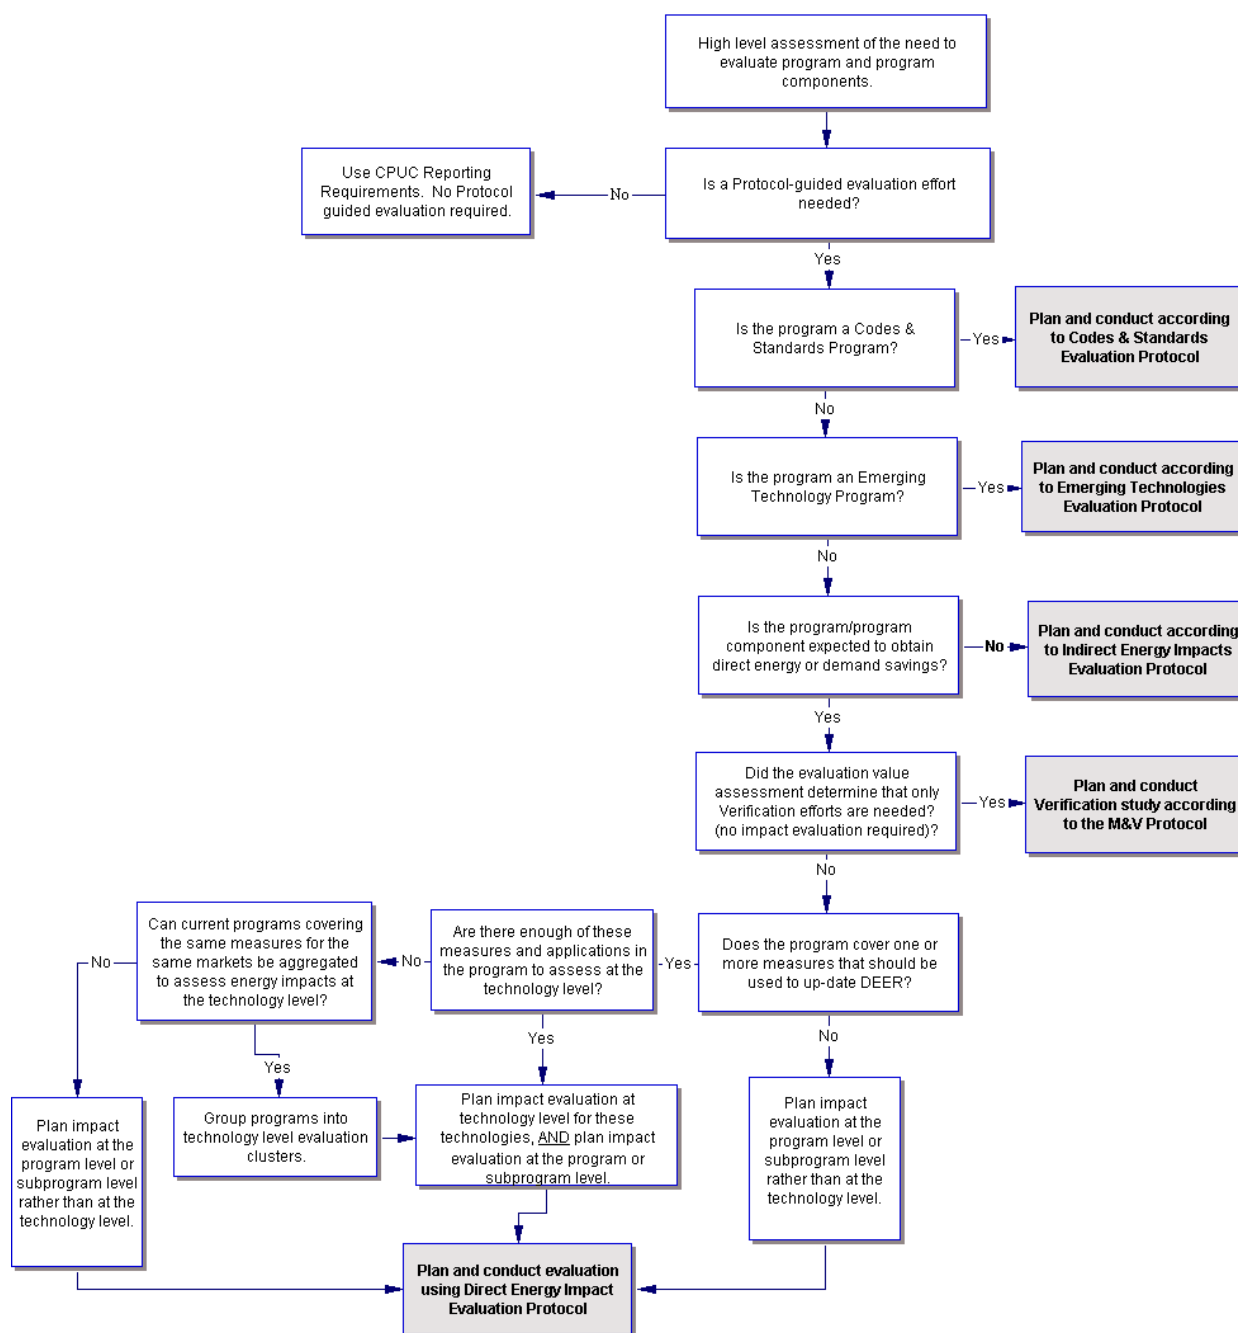 High level assessment of the need to
evaluate program and program
components.
Use CPUC Reporting
Requirements. No Protocol
guided evaluation required.
No
Is a Protocol-guided evaluation effort
needed?
Yes
Is the program a Codes &
Standards Program?
Yes
Plan and conduct according
to Codes & Standards
Evaluation Protocol
No
Is the program an Emerging
Technology Program?
Yes
Plan and conduct according
to Emerging Technologies
Evaluation Protocol
No
Is the program/program
component expected to obtain
direct energy or demand savings?
No
Plan and conduct according
to Indirect Energy Impacts
Evaluation Protocol
Yes
Did the evaluation value
assessment determine that only
Verification efforts are needed?
(no impact evaluation required)?
Yes
Plan and conduct
Verification study according
to the M&V Protocol
No
Does the program cover one or
more measures that should be
used to up-date DEER?
Yes
Are there enough of these
measures and applications in
the program to assess at the
technology level?
No
Can current programs covering
the same measures for the
same markets be aggregated
to assess energy impacts at
the technology level?
No
Yes
Yes
No
Plan impact
evaluation at the
program level or
subprogram level
rather than at the
technology level.
Group programs into
technology level evaluation
clusters.
Plan impact evaluation at
technology level for these
technologies, AND plan impact
evaluation at the program or
subprogram level.
Plan impact
evaluation at the
program level or
subprogram level
rather than at the
technology level.
Plan and conduct evaluation
using Direct Energy Impact
Evaluation Protocol